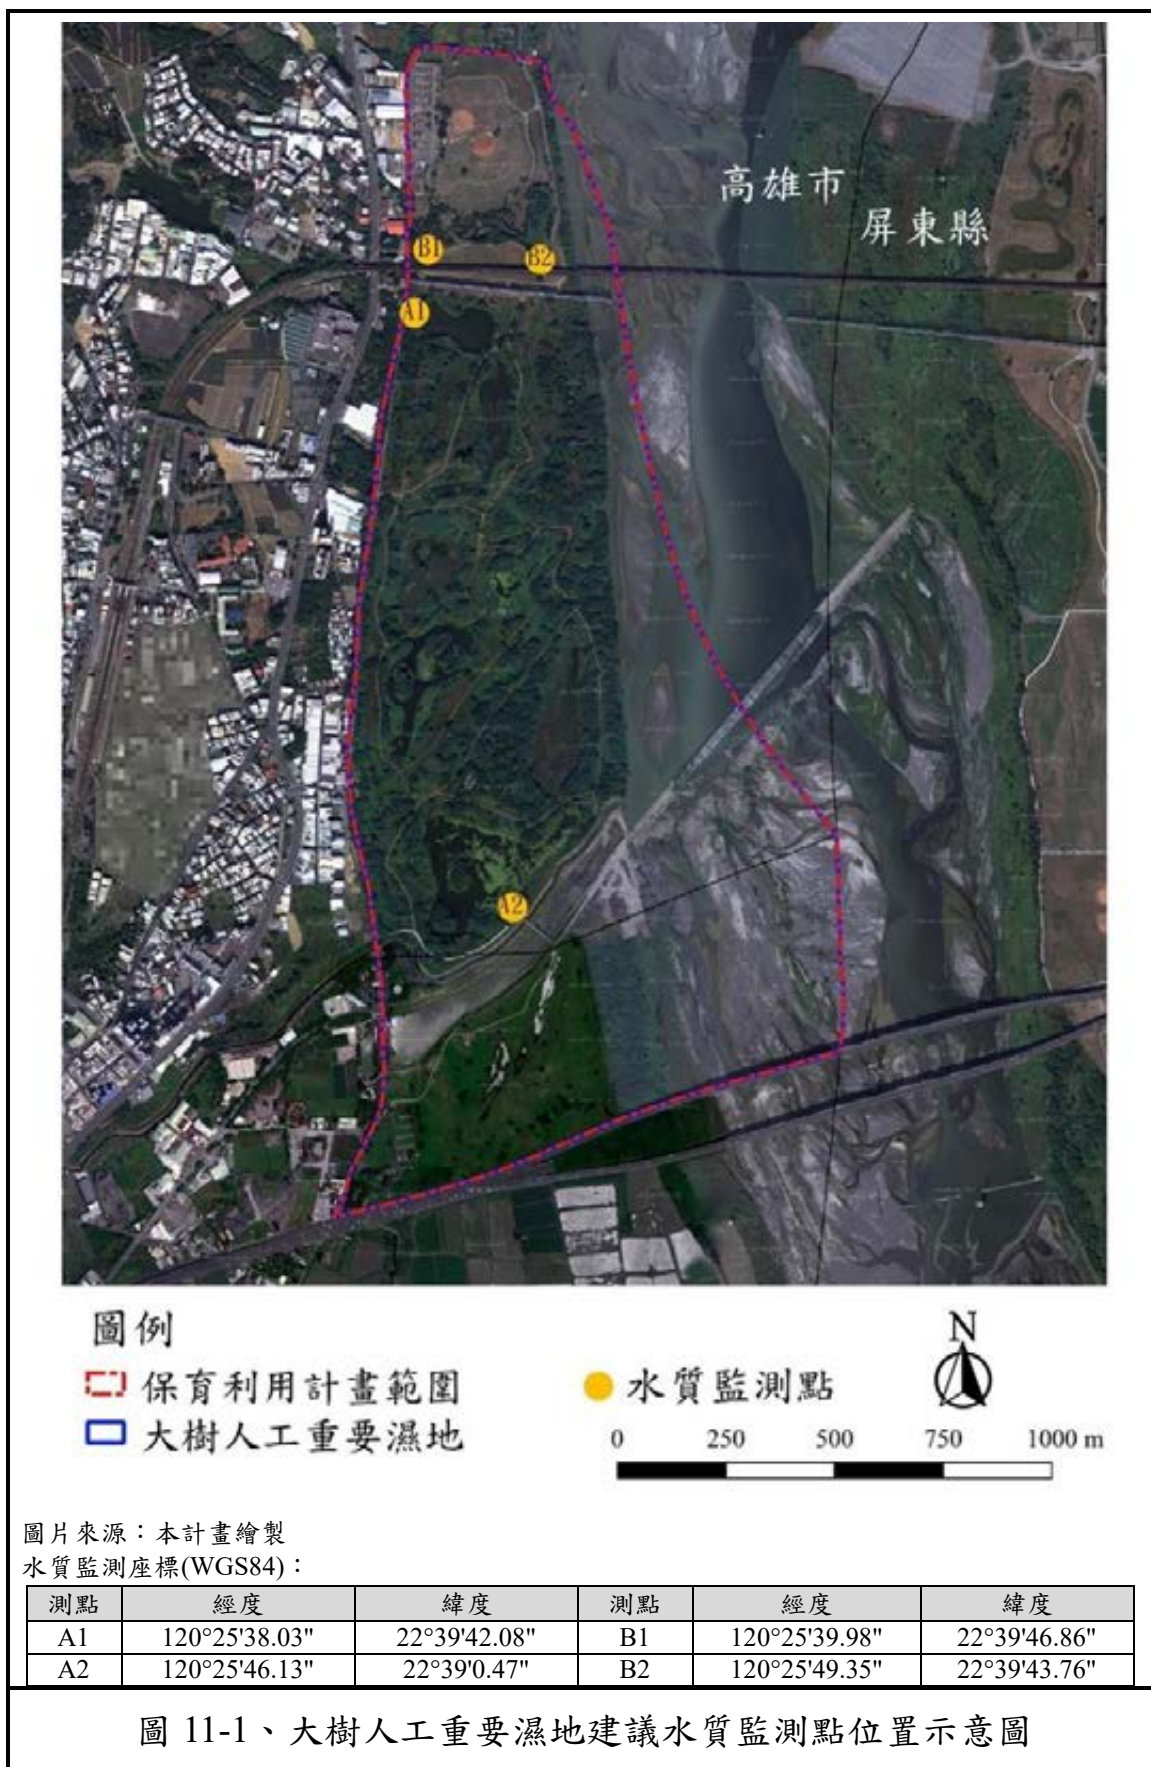 高雄市
屏東縣
B1
B2
A1
A2
圖例
保育利用計畫範圍
大樹人工重要濕地
水質監測點
N
0 250 500 750 1000 m
圖片來源：本計畫繪製
水質監測座標(WGS84)：
測點 經度 緯度 測點 經度 緯度
A1 120°25'38.03" 22°39'42.08" B1 120°25'39.98" 22°39'46.86"
A2 120°25'46.13" 22°39'0.47" B2 120°25'49.35" 22°39'43.76"
圖 11-1、大樹人工重要濕地建議水質監測點位置示意圖